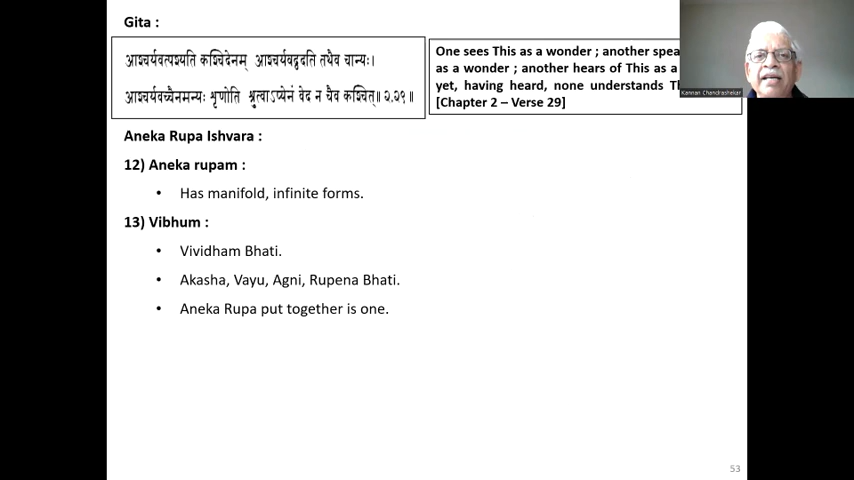 Gita :
आश्चर्यवत्पश्यति कश्चिदेनम् आश्चर्यवद्वदति तथैव चान्यः।
आश्चर्यवच्चैनमन्यः शृणोति श्रुत्वाऽप्येनं वेद न चैव कश्चित्॥ २.२९॥
One sees This as a wonder ; another
as a wonder ; another hears of This as a
yet, having heard, none understands
[Chapter 2 – Verse 29]
Kannan Chandrashekar
Aneka Rupa Ishvara :
12) Aneka rupam :
• Has manifold, infinite forms.
13) Vibhum :
• Vividham Bhati.
• Akasha, Vayu, Agni, Rupena Bhati.
• Aneka Rupa put together is one.
53